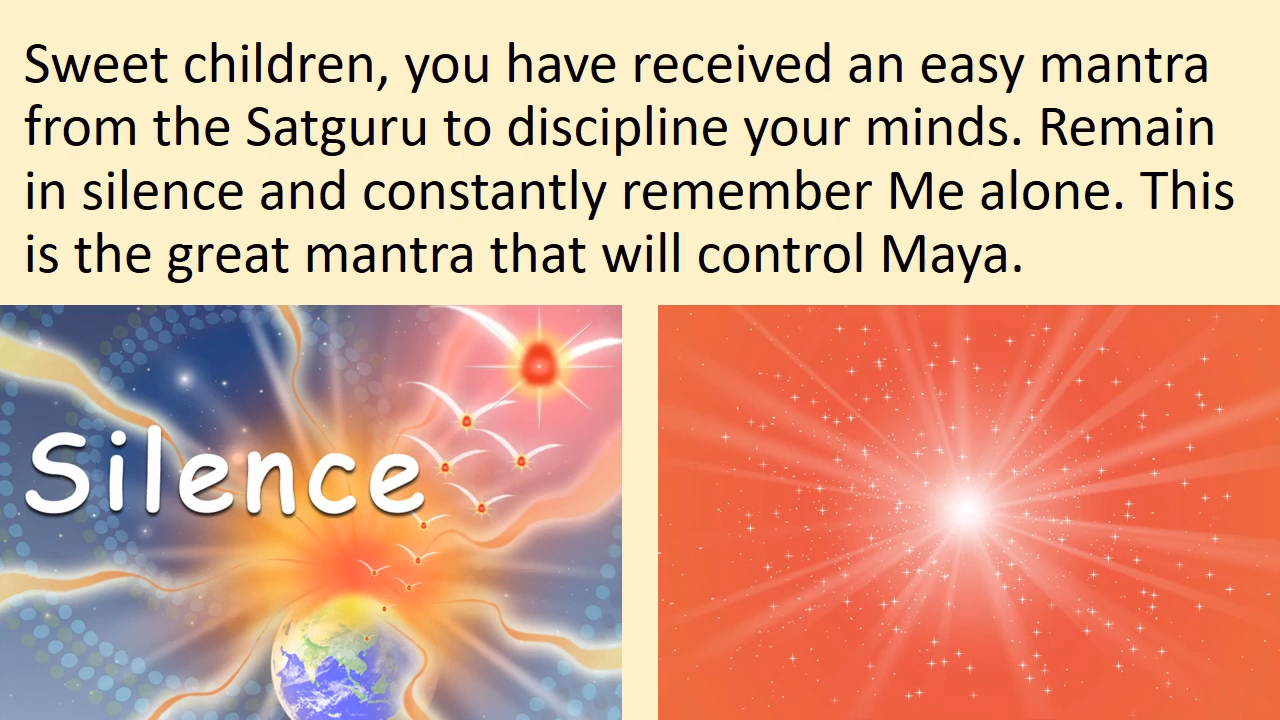 Sweet children, you have received an easy mantra
from the Satguru to discipline your minds. Remain
in silence and constantly remember Me alone. This
is the great mantra that will control Maya.
Silence